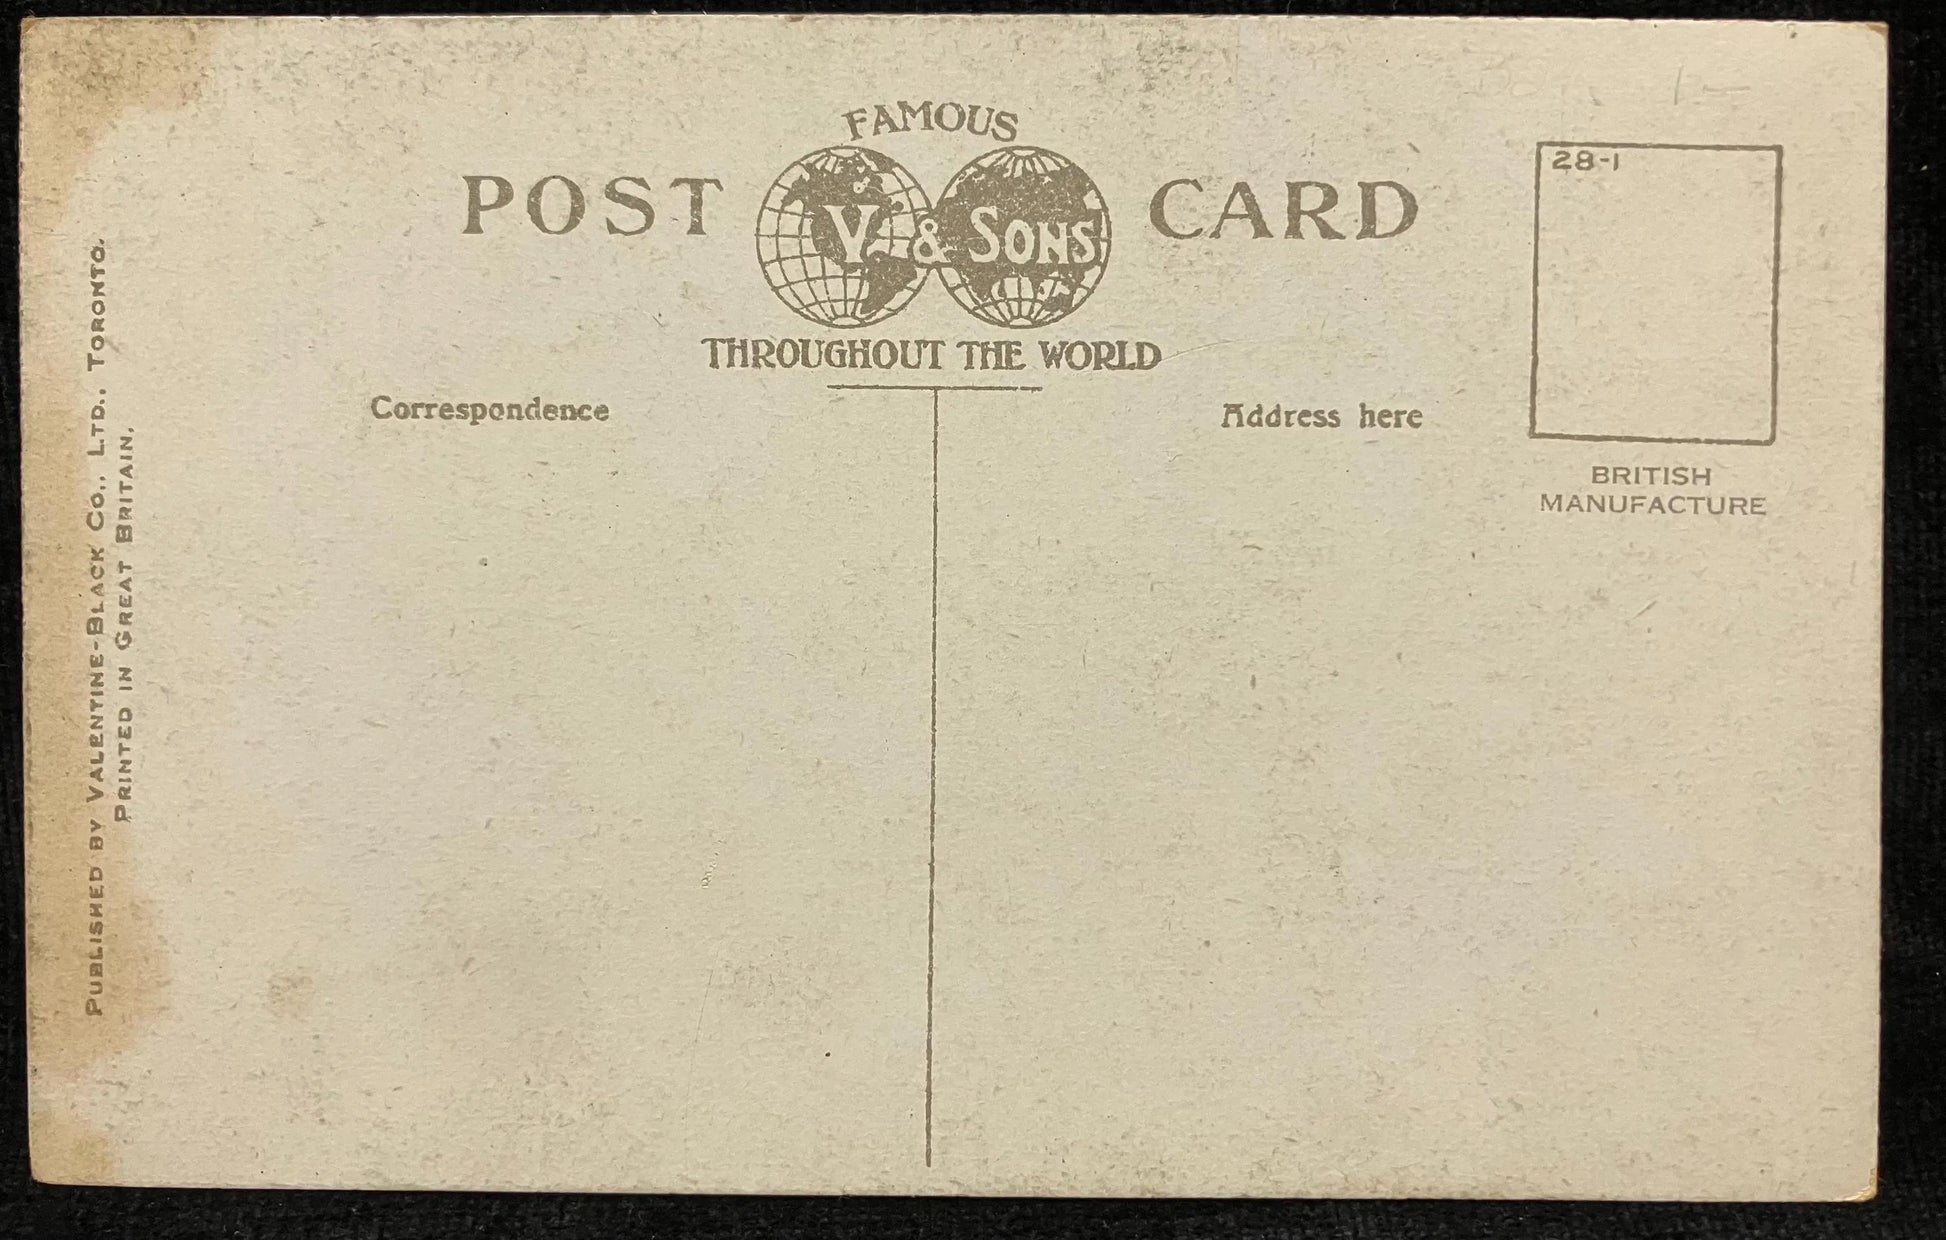 FAMOUS
POST V. & SONS CARD
THROUGHOUT THE WORLD
Correspondence
Address here
28-1
BRITISH
MANUFACTURE
PUBLISHED BY VALENTINE-BLACK CO., LTD., TORONTO.
PRINTED IN GREAT BRITAIN.